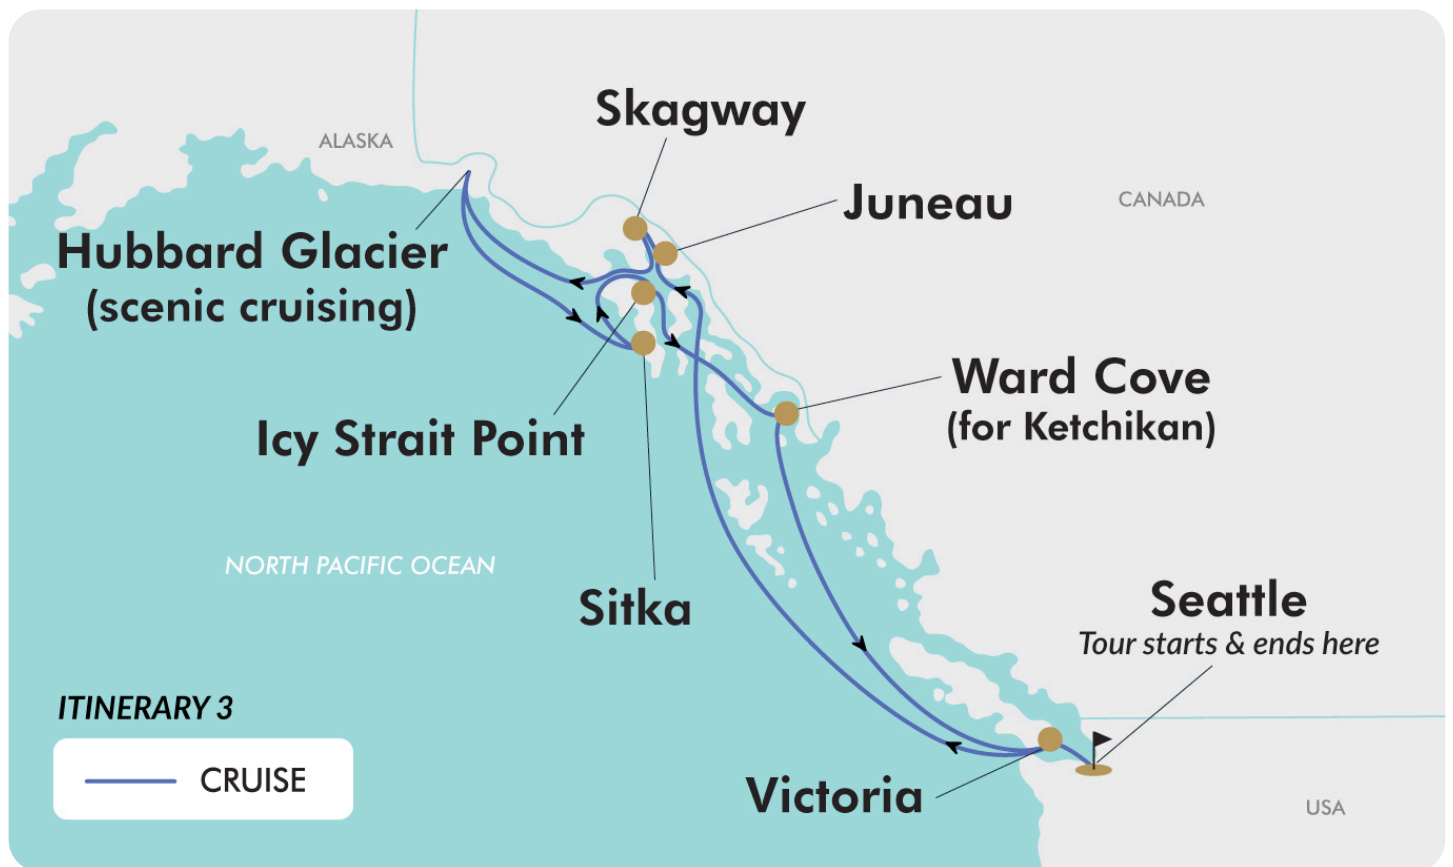 Skagway
ALASKA
Juneau
CANADA
Hubbard Glacier
(scenic cruising)
Ward Cove
(for Ketchikan)
Icy Strait Point
NORTH PACIFIC OCEAN
Sitka
Seattle
Tour starts & ends here
ITINERARY 3
CRUISE
Victoria
USA